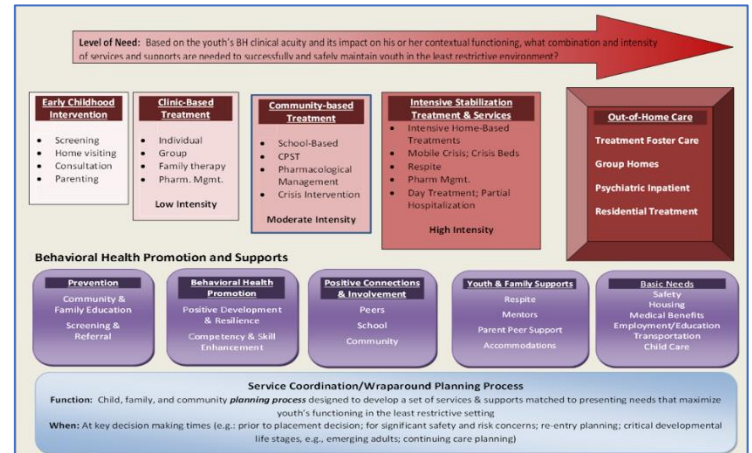 Level of Need: Based on the youth's BH clinical acuity and its impact on his or her contextual functioning, what combination and intensity
of services and supports are needed to successfully and safely maintain youth in the least restrictive environment?
Early Childhood
Intervention
• Screening
• Home visiting
• Consultation
• Parenting
Clinic-Based
Treatment
• Individual
• Group
• Family therapy
• Pharm. Mgmt.
Low Intensity
Community-based
Treatment
• School-Based
• CPST
• Pharmacological
Management
• Crisis Intervention
Moderate Intensity
Intensive Stabilization
Treatment & Services
• Intensive Home-Based
Treatments
• Mobile Crisis; Crisis Beds
• Respite
• Pharm Mgmt.
• Day Treatment; Partial
Hospitalization
High Intensity
Out-of-Home Care
Treatment Foster Care
Group Homes
Psychiatric Inpatient
Residential Treatment
Behavioral Health Promotion and Supports
Prevention
Community &
Family Education
Screening &
Referral
Behavioral Health
Promotion
Positive Development
& Resilience
Competency & Skill
Enhancement
Positive Connections
& Involvement
Peers
School
Community
Youth & Family Supports
Respite
Mentors
Parent Peer Support
Accommodations
Basic Needs
Safety
Housing
Medical Benefits
Employment/Education
Transportation
Child Care
Service Coordination/Wraparound Planning Process
Function: Child, family, and community planning process designed to develop a set of services & supports matched to presenting needs that maximize
youth's functioning in the least restrictive setting
When: At key decision making times (e.g.: prior to placement decision; for significant safety and risk concerns; re-entry planning; critical developmental
life stages, e.g., emerging adults; continuing care planning)